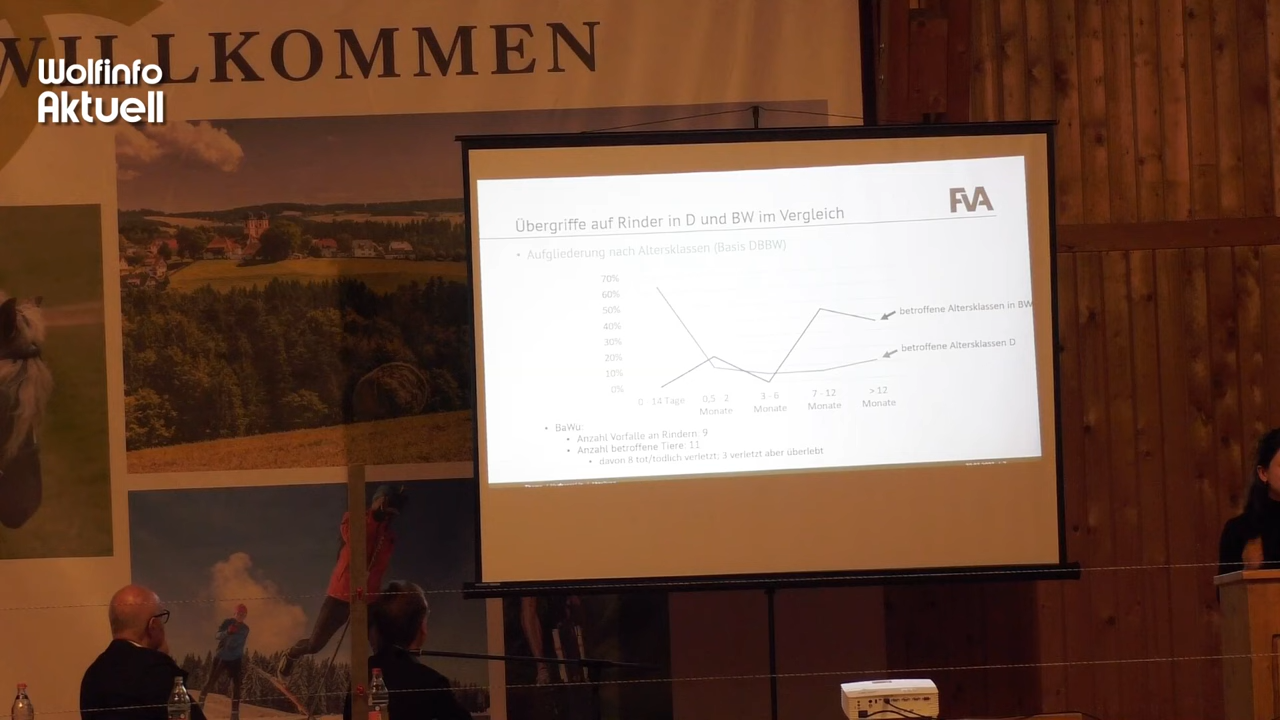 WILLKOMMEN
Wolfinfo
Aktuell
FVA
Übergriffe auf Rinder in D und BW im Vergleich
• Aufgliederung nach Altersklassen (Basis DBBW)
70%
60%
50%
40%
30%
20%
10%
0%
betroffene Altersklassen in BW
betroffene Altersklassen D
0 14 Tage
0,5 2 Monate
3 - 6 Monate
7 - 12 Monate
>12 Monate
• BaWü:
• Anzahl Vorfälle an Rindern: 9
• Anzahl betroffene Tiere: 11
• davon 8 tot/tödlich verletzt; 3 verletzt aber überlebt